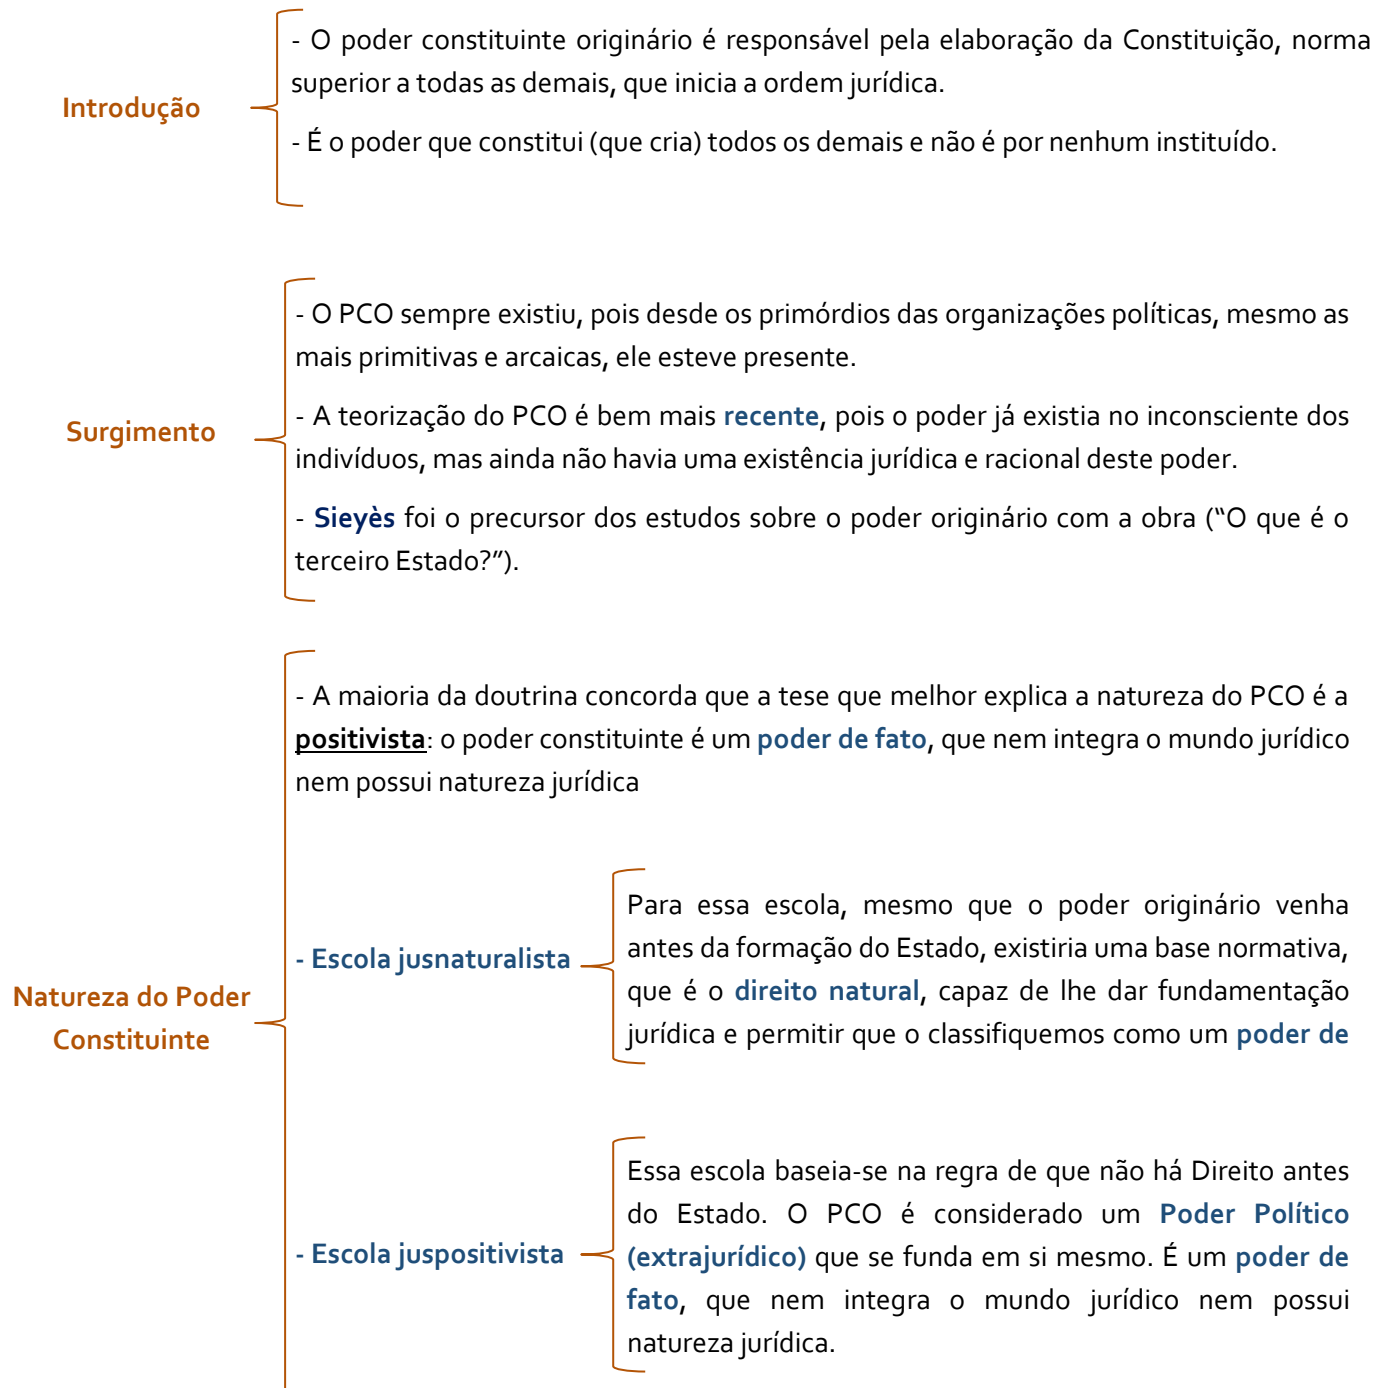 Introdução
- O poder constituinte originário é responsável pela elaboração da Constituição, norma
superior a todas as demais, que inicia a ordem jurídica.
- É o poder que constitui (que cria) todos os demais e não é por nenhum instituído.
Surgimento
- O PCO sempre existiu, pois desde os primórdios das organizações políticas, mesmo as
mais primitivas e arcaicas, ele esteve presente.
- A teorização do PCO é bem mais recente, pois o poder já existia no inconsciente dos
indivíduos, mas ainda não havia uma existência jurídica e racional deste poder.
- Sieyès foi o precursor dos estudos sobre o poder originário com a obra (“O que é o
terceiro Estado?”).
Natureza do Poder
Constituinte
- A maioria da doutrina concorda que a tese que melhor explica a natureza do PCO é a
positivista: o poder constituinte é um poder de fato, que nem integra o mundo jurídico
nem possui natureza jurídica
- Escola jusnaturalista
Para essa escola, mesmo que o poder originário venha
antes da formação do Estado, existiria uma base normativa,
que é o direito natural, capaz de lhe dar fundamentação
jurídica e permitir que o classifiquemos como um poder de
- Escola juspositivista
Essa escola baseia-se na regra de que não há Direito antes
do Estado. O PCO é considerado um Poder Político
(extrajurídico) que se funda em si mesmo. É um poder de
fato, que nem integra o mundo jurídico nem possui
natureza jurídica.